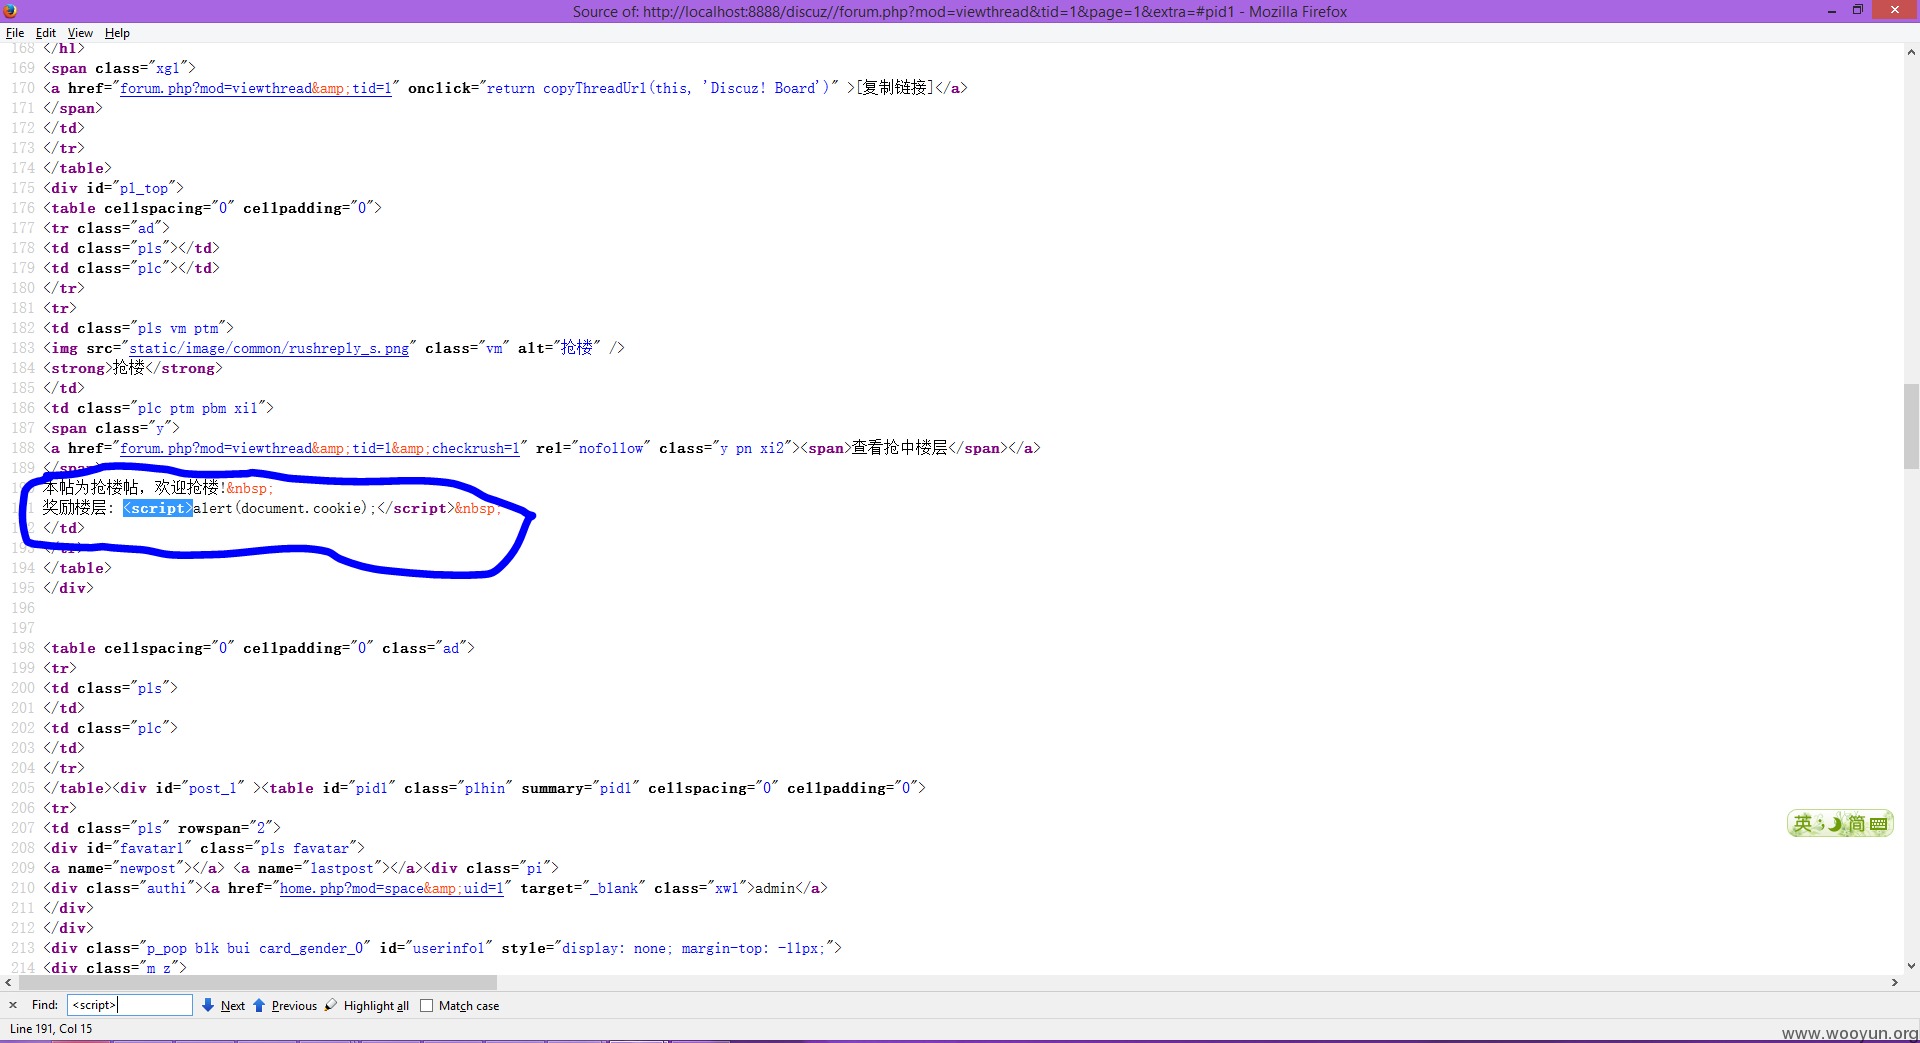 Source of: http://localhost:8888/discuz//forum.php?mod=viewthread&tid=1&page=1&extra=#pid1 - Mozilla Firefox
File Edit View Help
168 </h1>
169 <span class="xg1">
170 <a href="forum.php?mod=viewthread&amp;tid=1" onclick="return copyThreadUrl(this, 'Discuz! Board')" >[复制链接]</a>
171 </span>
172 </td>
173 </tr>
174 </table>
175 <div id="pl_top">
176 <table cellspacing="0" cellpadding="0">
177 <tr class="ad">
178 <td class="pls"></td>
179 <td class="plc"></td>
180 </tr>
181 <tr>
182 <td class="pls vm ptm">
183 <img src="static/image/common/rushreply_s.png" class="vm" alt="抢楼" />
184 <strong>抢楼</strong>
185 </td>
186 <td class="plc ptm pbm xi1">
187 <span class="y">
188 <a href="forum.php?mod=viewthread&amp;tid=1&amp;checkrush=1" rel="nofollow" class="y pn xi2"><span>查看抢中楼层</span></a>
189 </span>
本帖为抢楼帖，欢迎抢楼!&nbsp;
奖励楼层: <script>alert(document.cookie);</script>&nbsp;
</td>
193 </tr>
194 </table>
195 </div>
196
197
198 <table cellspacing="0" cellpadding="0" class="ad">
199 <tr>
200 <td class="pls">
201 </td>
202 <td class="plc">
203 </td>
204 </tr>
205 </table><div id="post_1" ><table id="pid1" class="plhin" summary="pid1" cellspacing="0" cellpadding="0">
206 <tr>
207 <td class="pls" rowspan="2">
208 <div id="favatar1" class="pls favatar">
209 <a name="newpost"></a> <a name="lastpost"></a><div class="pi">
210 <div class="authi"><a href="home.php?mod=space&amp;uid=1" target="_blank" class="xw1">admin</a>
211 </div>
212 </div>
213 <div class="p_pop blk bui card_gender_0" id="userinfo1" style="display: none; margin-top: -11px;">
214 <div class="m z">
英 简
Find: <script> Next Previous Highlight all Match case
Line 191, Col 15
www.wooyun.org